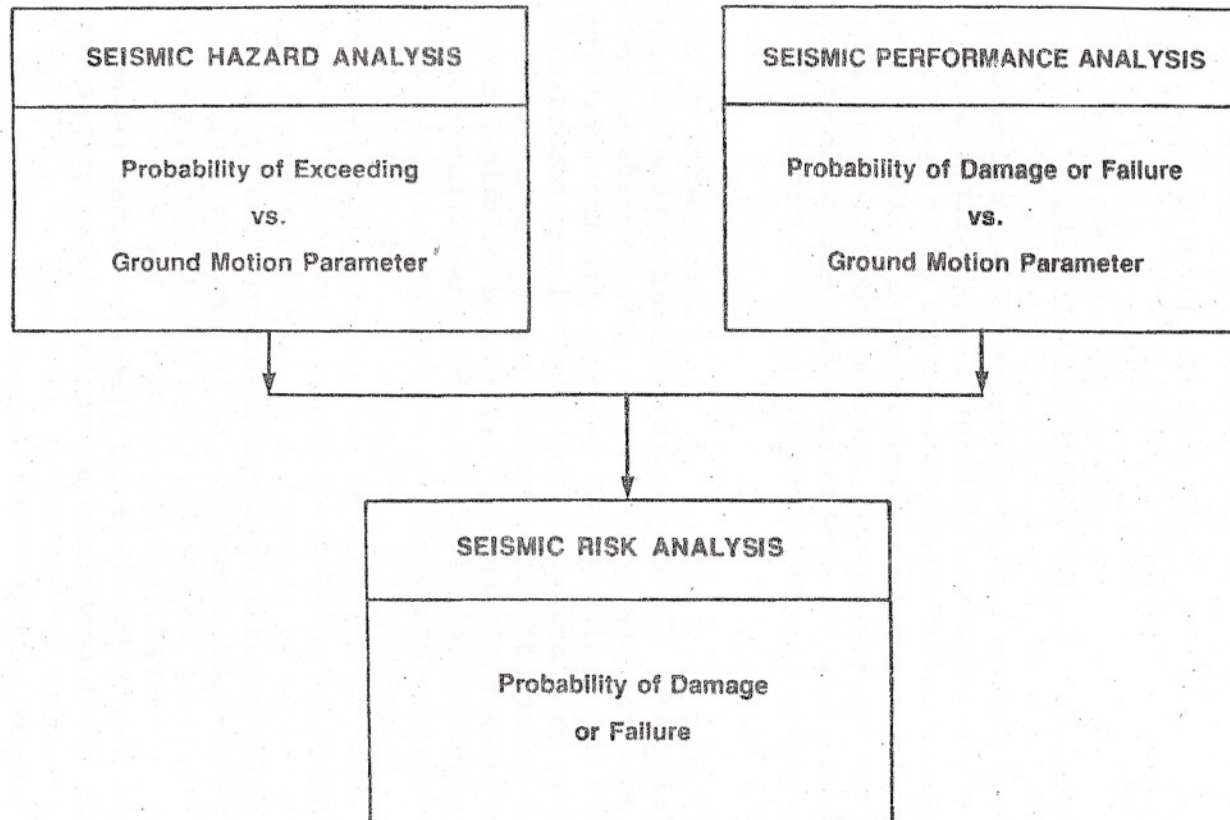 SEISMIC HAZARD ANALYSIS
Probability of Exceeding
vs.
Ground Motion Parameter
SEISMIC PERFORMANCE ANALYSIS
Probability of Damage or Failure
vs.
Ground Motion Parameter
SEISMIC RISK ANALYSIS
Probability of Damage
or Failure